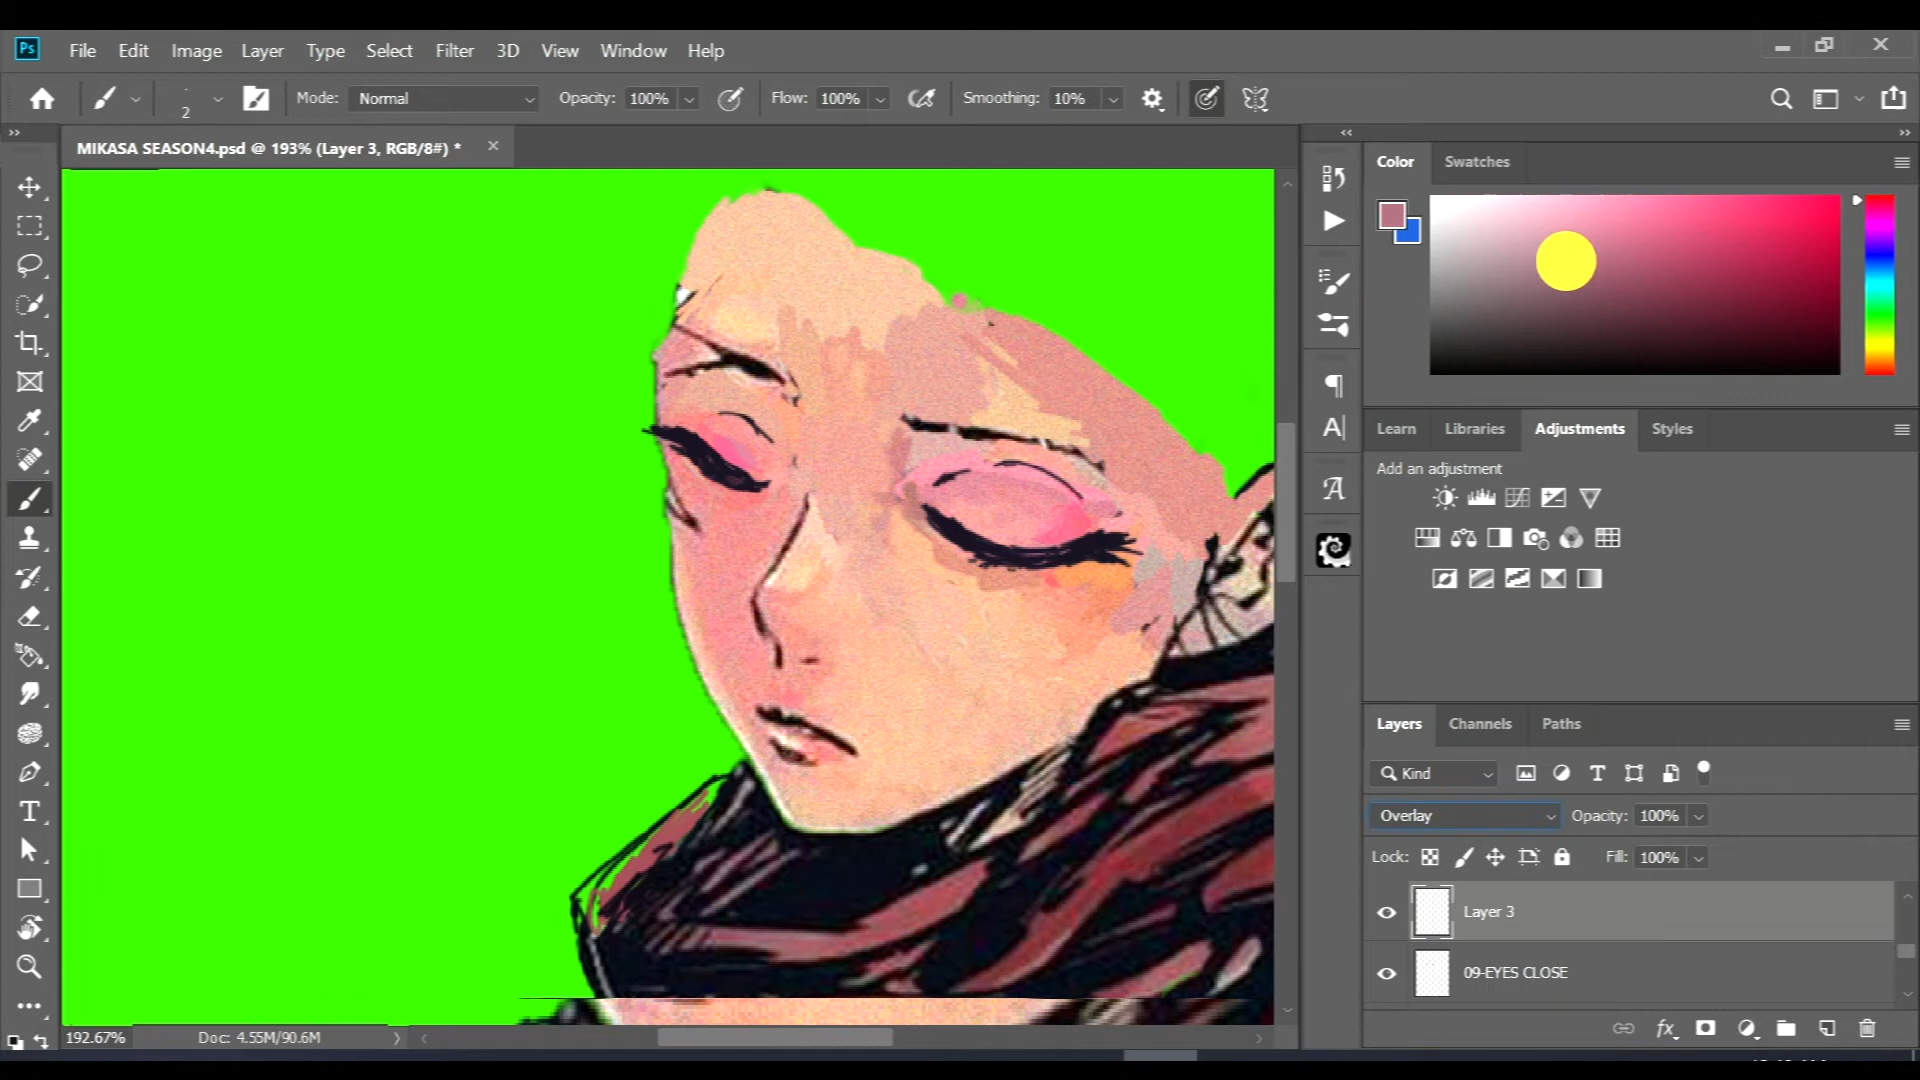 Ps File Edit Image Layer Type Select Filter 3D View Window Help
2 Mode: Normal Opacity: 100% Flow: 100% Smoothing: 10%
MIKASA SEASON4.psd @ 193% (Layer 3, RGB/8#) *
Color Swatches
Learn Libraries Adjustments Styles
Add an adjustment
Layers Channels Paths
Kind
Overlay Opacity: 100%
Lock: Fill: 100%
Layer 3
09-EYES CLOSE
192.67% Doc: 4.55M/90.6M